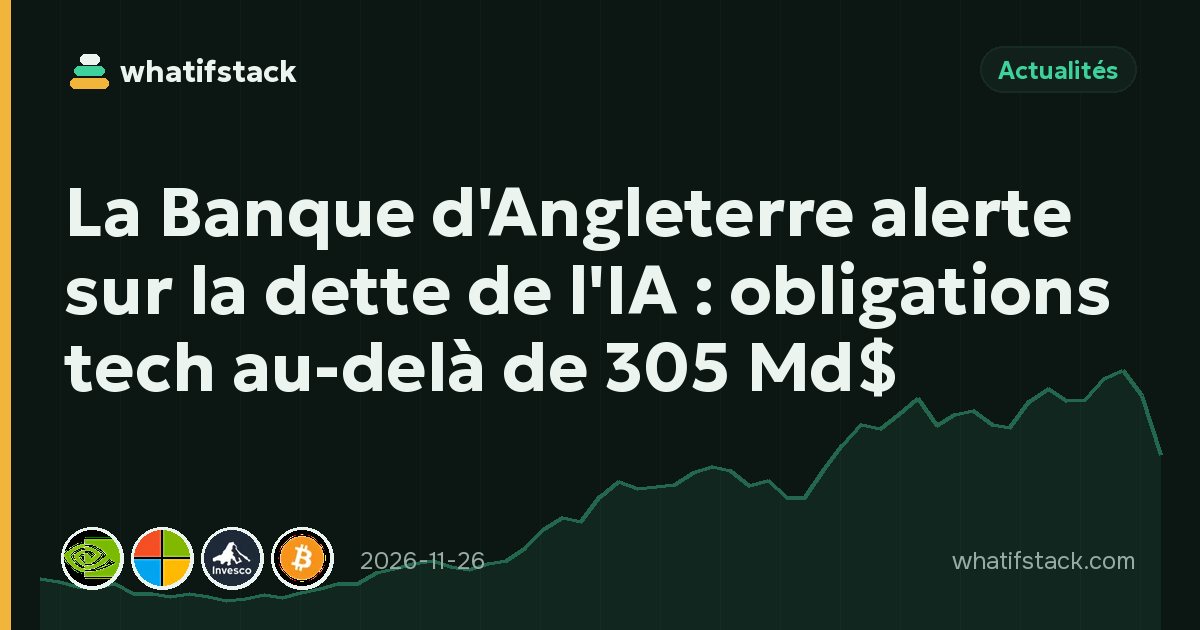 whatifstack
Actualités
La Banque d'Angleterre alerte
sur la dette de l'IA : obligations
tech au-delà de 305 Md$
Invesco
2026-11-26
whatifstack.com